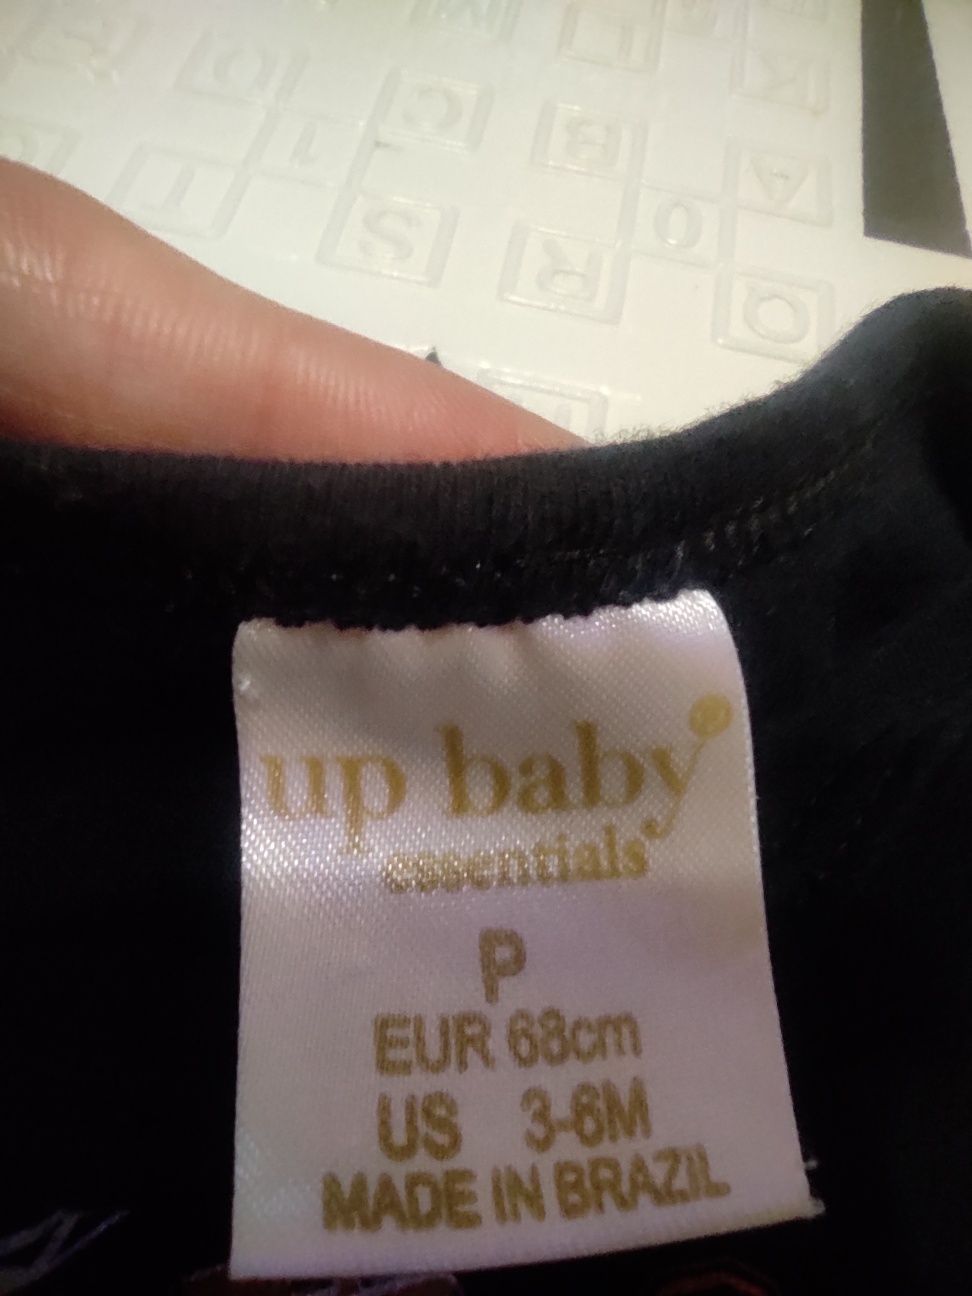 up baby
essentials
P
EUR 68cm
US 3-6M
MADE IN BRAZIL